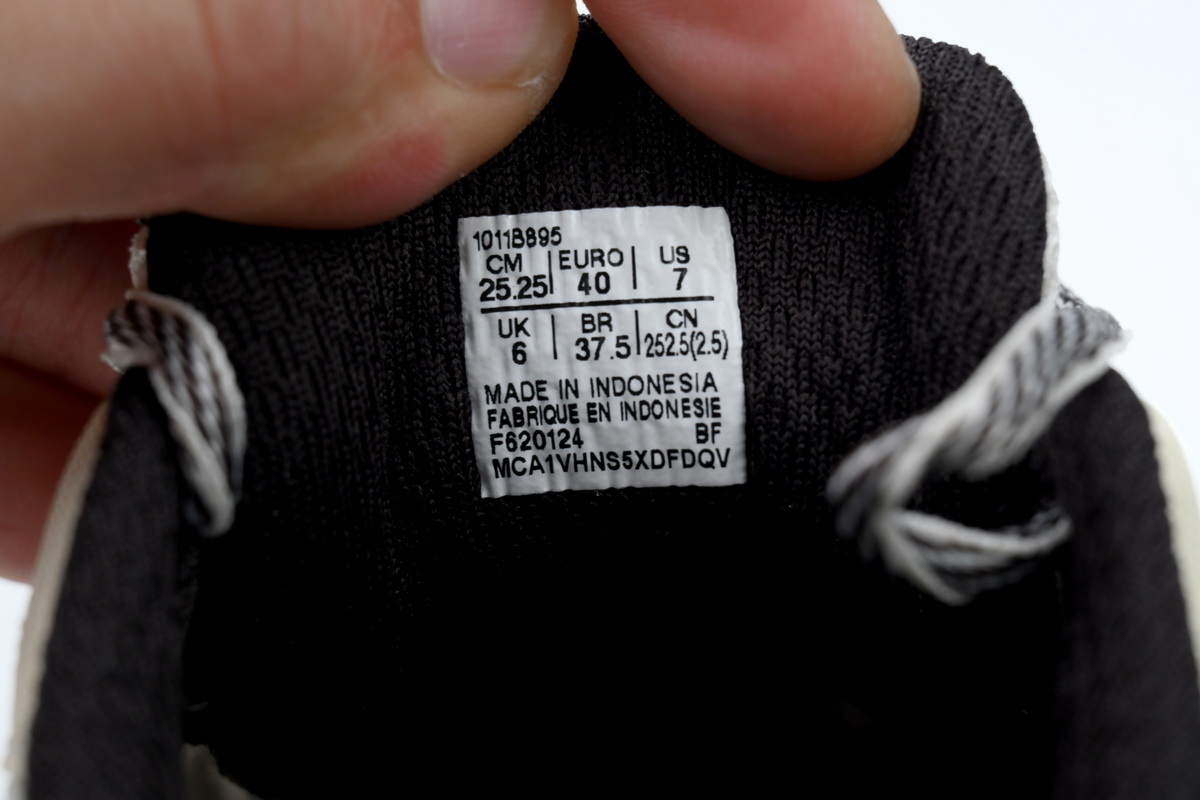 1011B895
CM | EURO | US
25.25 | 40 | 7
UK | BR | CN
6 | 37.5 | 252.5(2.5)
MADE IN INDONESIA
FABRIQUE EN INDONESIE
F620124 BF
MCA1VHNS5XDFDQV